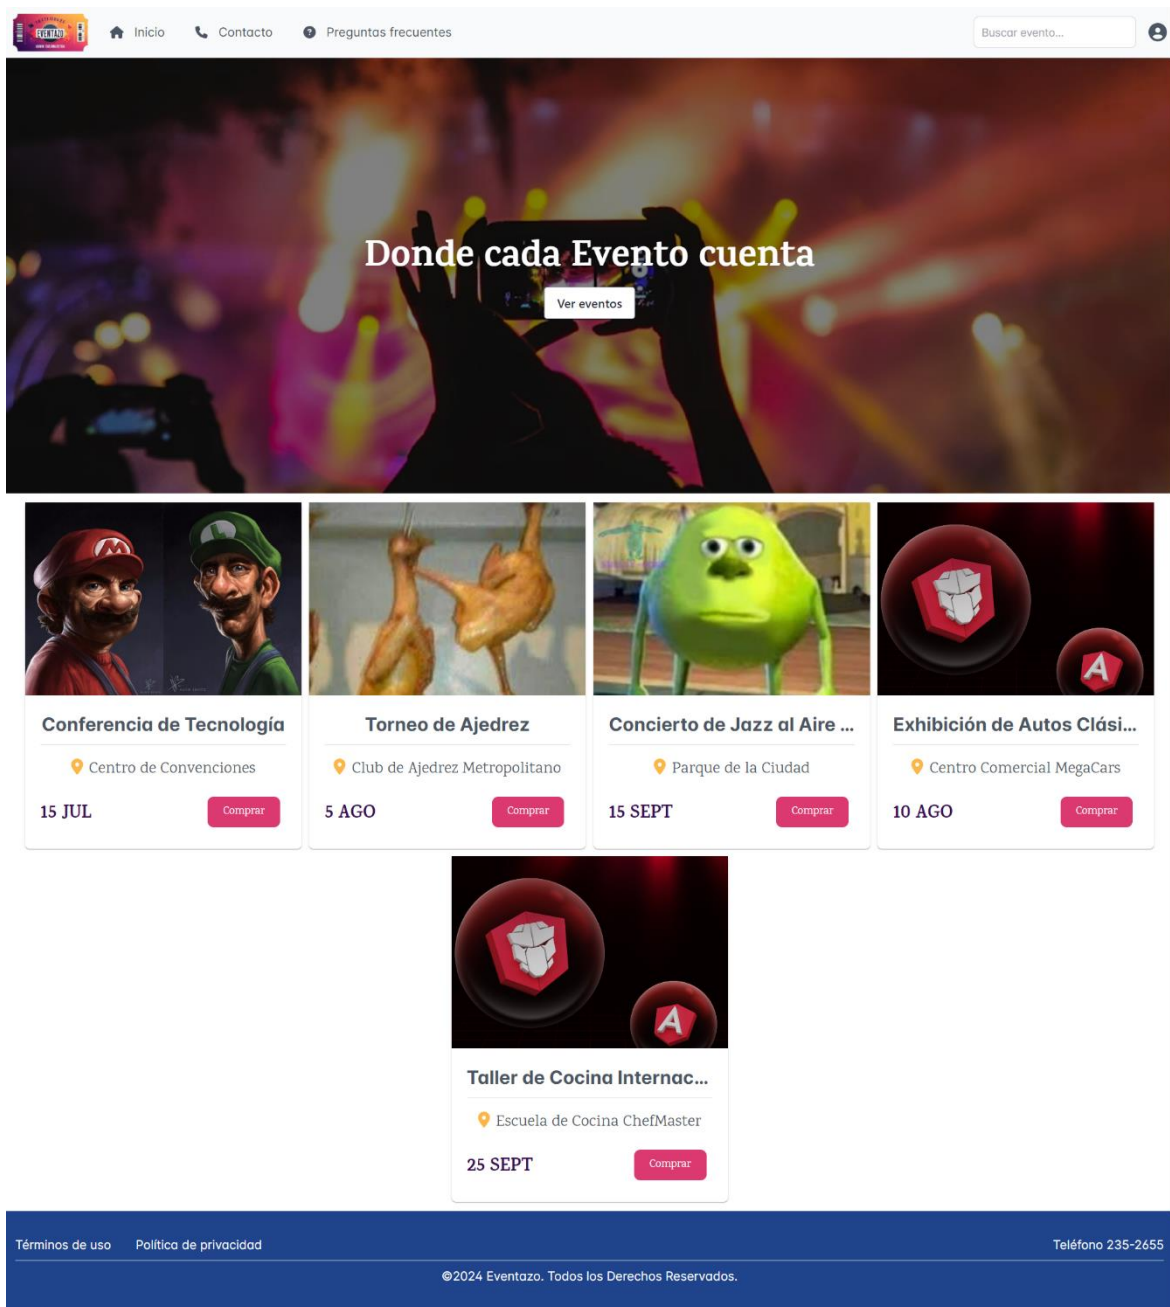 EVENTAZO
Inicio
Contacto
Preguntas frecuentes
Buscar evento...
Donde cada Evento cuenta
Ver eventos
Conferencia de Tecnología
Centro de Convenciones
15 JUL
Comprar
Torneo de Ajedrez
Club de Ajedrez Metropolitano
5 AGO
Comprar
Concierto de Jazz al Aire ...
Parque de la Ciudad
15 SEPT
Comprar
Exhibición de Autos Clási...
Centro Comercial MegaCars
10 AGO
Comprar
Taller de Cocina Internac...
Escuela de Cocina ChefMaster
25 SEPT
Comprar
Términos de uso
Política de privacidad
Teléfono 235-2655
©2024 Eventazo. Todos los Derechos Reservados.